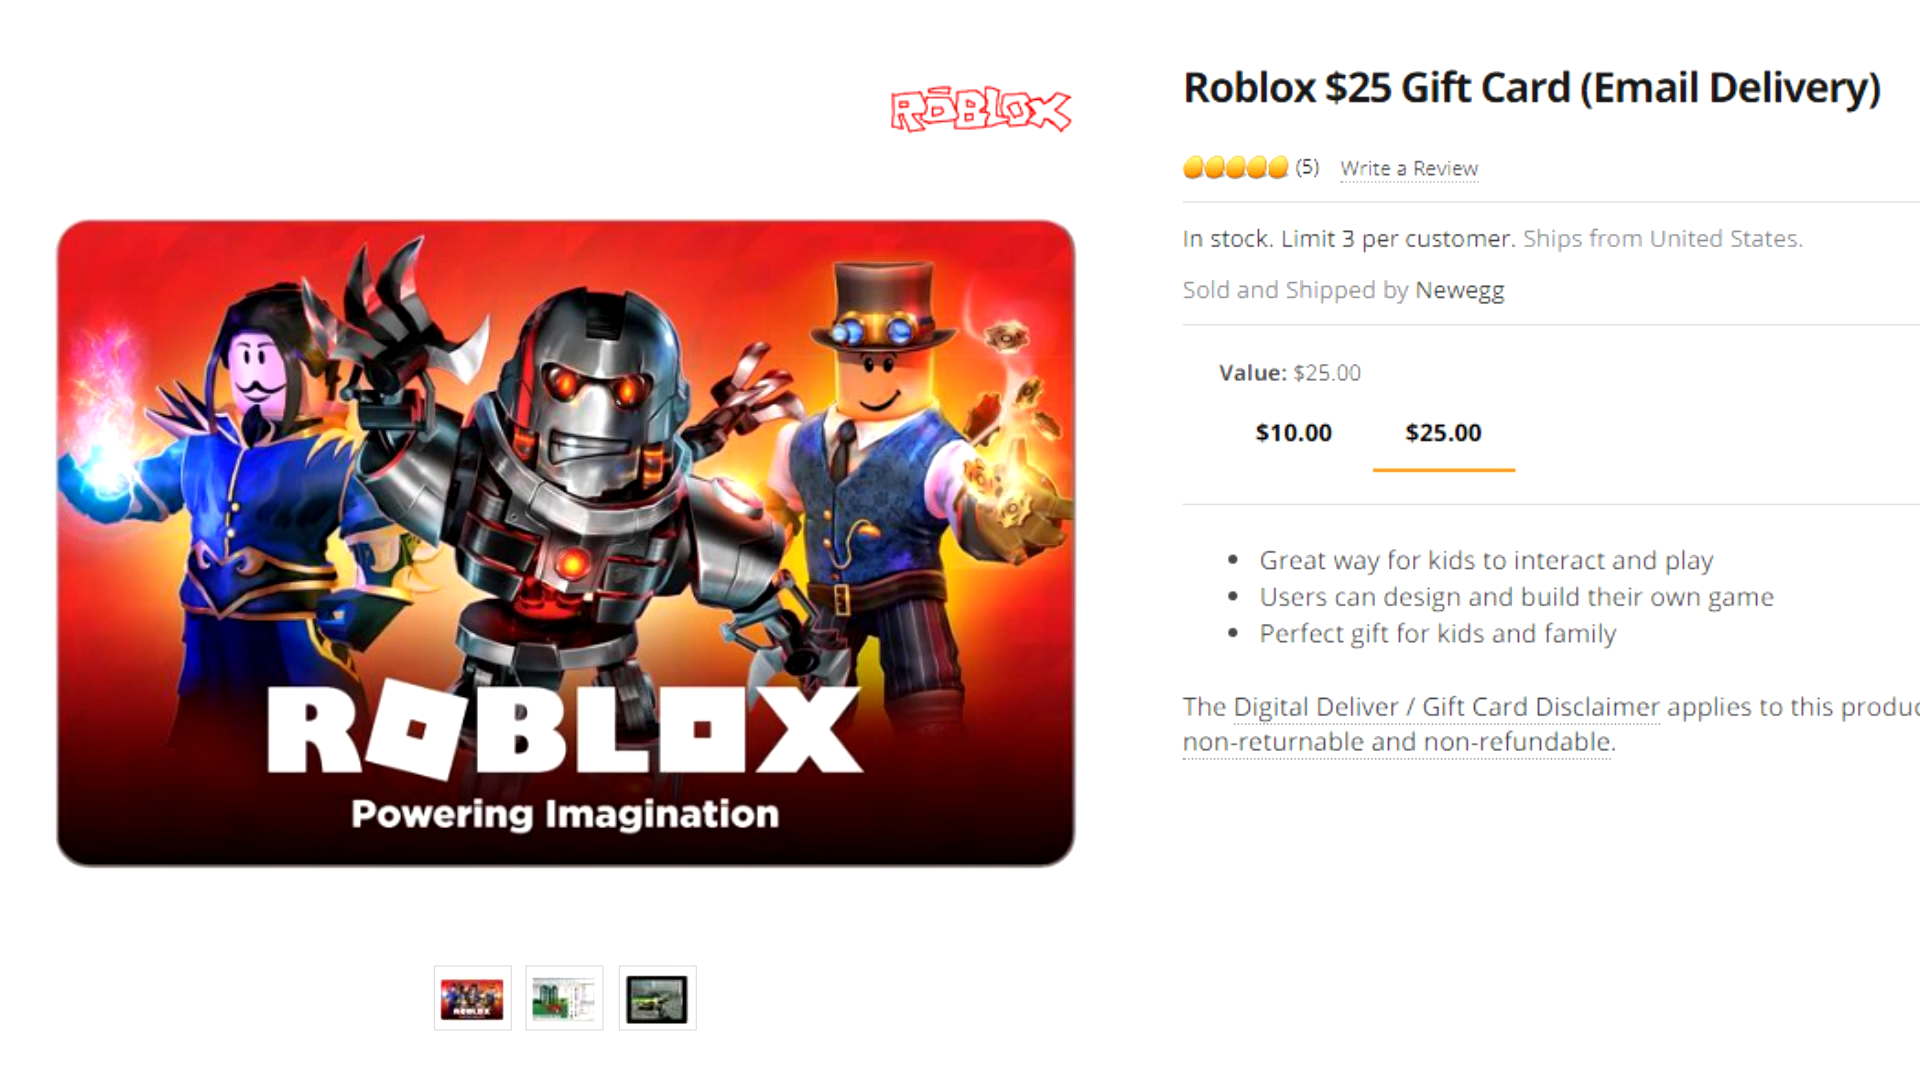 ROBLOX
Roblox $25 Gift Card (Email Delivery)
(5) Write a Review
In stock. Limit 3 per customer. Ships from United States.
Sold and Shipped by Newegg
Value: $25.00
$10.00 $25.00
Great way for kids to interact and play
Users can design and build their own game
Perfect gift for kids and family
The Digital Deliver / Gift Card Disclaimer applies to this
non-returnable and non-refundable.
ROBLOX
Powering Imagination
ROBLOX